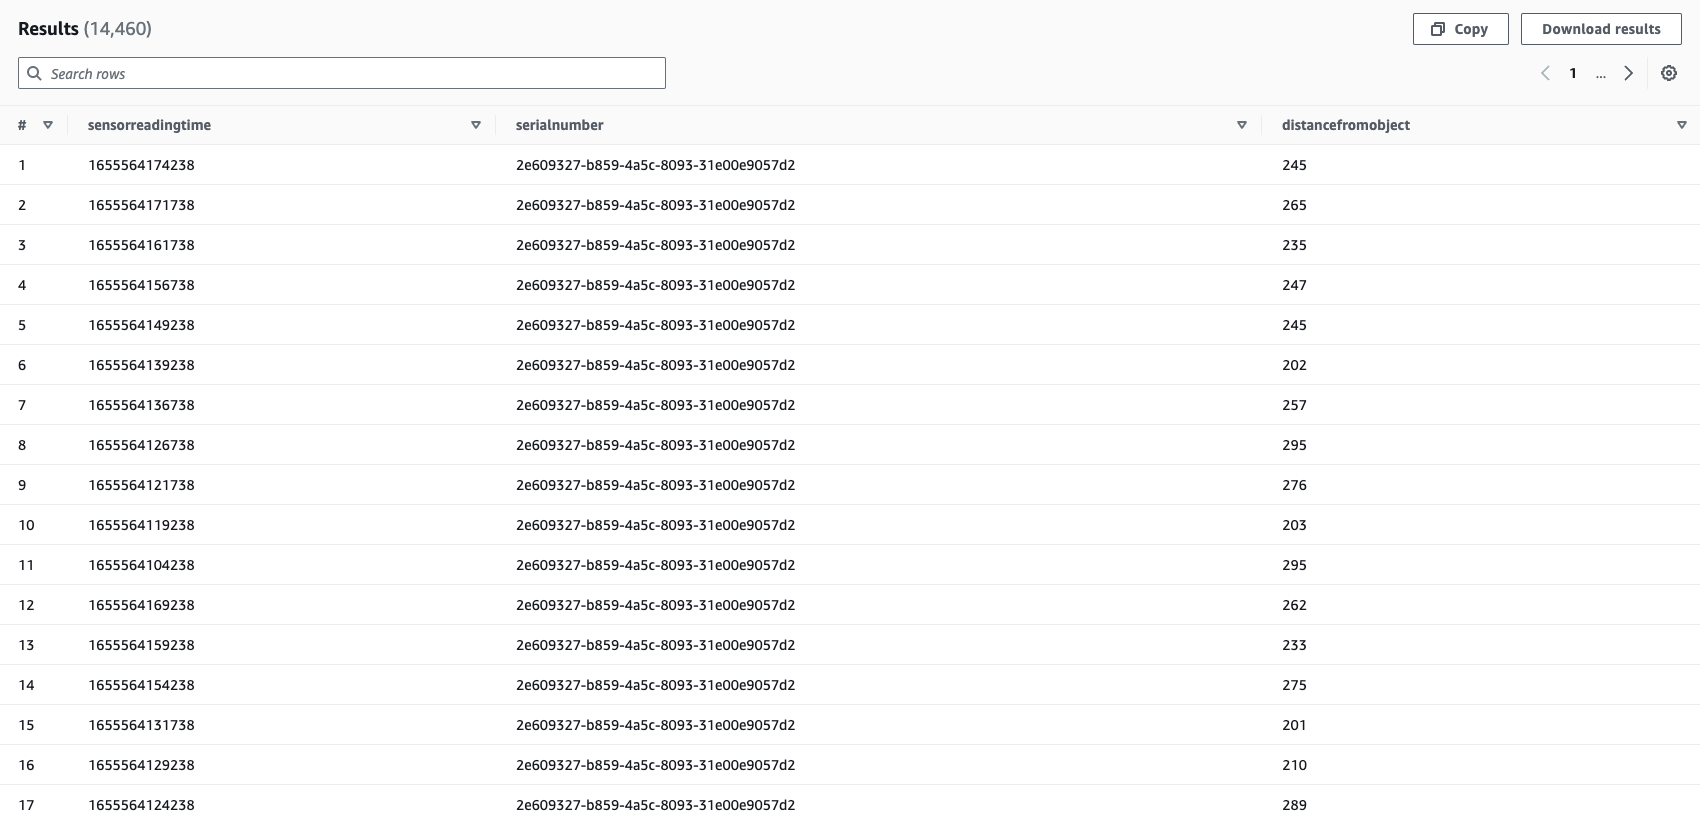 Results (14,460)
Copy
Download results
Search rows
1 ...
# sensorreadingtime serialnumber distancefromobject
1 1655564174238 2e609327-b859-4a5c-8093-31e00e9057d2 245
2 1655564171738 2e609327-b859-4a5c-8093-31e00e9057d2 265
3 1655564161738 2e609327-b859-4a5c-8093-31e00e9057d2 235
4 1655564156738 2e609327-b859-4a5c-8093-31e00e9057d2 247
5 1655564149238 2e609327-b859-4a5c-8093-31e00e9057d2 245
6 1655564139238 2e609327-b859-4a5c-8093-31e00e9057d2 202
7 1655564136738 2e609327-b859-4a5c-8093-31e00e9057d2 257
8 1655564126738 2e609327-b859-4a5c-8093-31e00e9057d2 295
9 1655564121738 2e609327-b859-4a5c-8093-31e00e9057d2 276
10 1655564119238 2e609327-b859-4a5c-8093-31e00e9057d2 203
11 1655564104238 2e609327-b859-4a5c-8093-31e00e9057d2 295
12 1655564169238 2e609327-b859-4a5c-8093-31e00e9057d2 262
13 1655564159238 2e609327-b859-4a5c-8093-31e00e9057d2 233
14 1655564154238 2e609327-b859-4a5c-8093-31e00e9057d2 275
15 1655564131738 2e609327-b859-4a5c-8093-31e00e9057d2 201
16 1655564129238 2e609327-b859-4a5c-8093-31e00e9057d2 210
17 1655564124238 2e609327-b859-4a5c-8093-31e00e9057d2 289